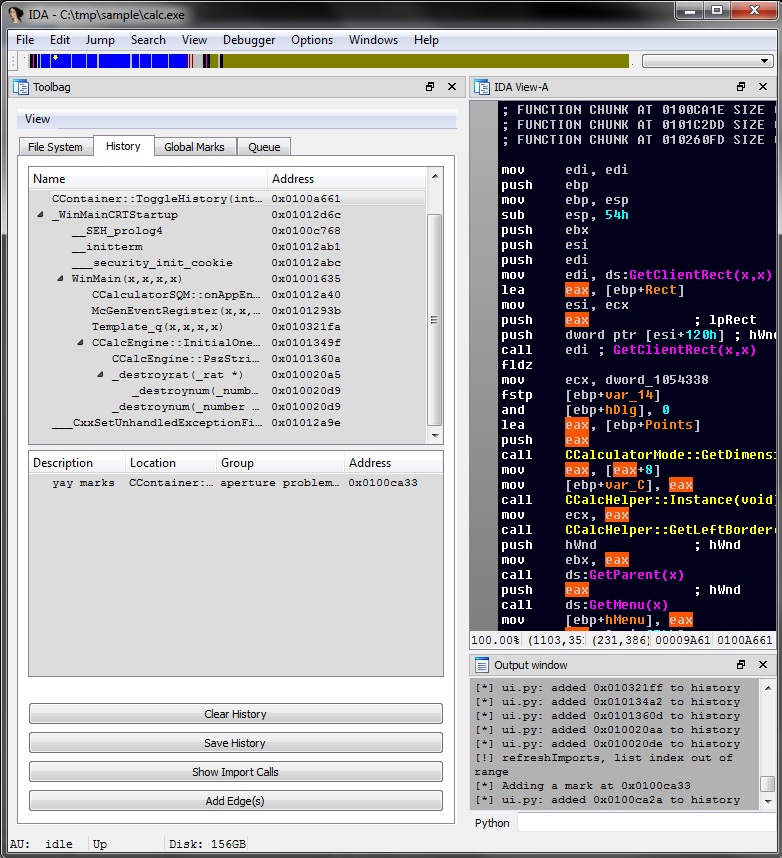 IDA - C:\tmp\sample\calc.exe
File Edit Jump Search View Debugger Options Windows Help
Toolbag
View
File System History Global Marks Queue
Name Address
CContainer::ToggleHistory(int... 0x0100a661
_WinMainCRTStartup 0x01012d6c
__SEH_prolog4 0x0100c768
__initterm 0x01012ab1
___security_init_cookie 0x01012abc
WinMain(x,x,x,x) 0x01001635
CCalculatorSQM::onAppEn... 0x01012a40
McGenEventRegister(x,x,... 0x0101293b
Template_q(x,x,x,x) 0x010321fa
CCalcEngine::InitialOne... 0x0101349f
CCalcEngine::PszStri... 0x0101360a
_destroyrat(_rat *) 0x010020a5
_destroynum(_numb... 0x010020d9
_destroynum(_number ... 0x010020d9
___CxxSetUnhandledExceptionFi... 0x01012a9e
Description Location Group Address
yay marks CContainer:... aperture problem... 0x0100ca33
Clear History
Save History
Show Import Calls
Add Edge(s)
IDA View-A
; FUNCTION CHUNK AT 0100CA1E SIZE
; FUNCTION CHUNK AT 0101C2DD SIZE
; FUNCTION CHUNK AT 010260FD SIZE
mov edi, edi
push ebp
mov ebp, esp
sub esp, 54h
push ebx
push esi
push edi
mov edi, ds:GetClientRect(x,x)
lea eax, [ebp+Rect]
mov esi, ecx
push eax ; lpRect
push dword ptr [esi+120h] ; hWn
call edi ; GetClientRect(x,x)
fldz
mov ecx, dword_1054338
fstp [ebp+var_14]
and [ebp+hDlg], 0
lea eax, [ebp+Points]
push eax
call CCalculatorMode::GetDimens
mov eax, [eax+8]
mov [ebp+var_C], eax
call CCalcHelper::Instance(void
mov ecx, eax
call CCalcHelper::GetLeftBorder
push hWnd ; hWnd
mov ebx, eax
call ds:GetParent(x)
push eax ; hWnd
call ds:GetMenu(x)
mov [ebp+hMenu], eax
100.00% (1103,35 (231,386) 00009A61 0100A661
Output window
[*] ui.py: added 0x010321ff to history
[*] ui.py: added 0x010134a2 to history
[*] ui.py: added 0x0101360d to history
[*] ui.py: added 0x010020aa to history
[*] ui.py: added 0x010020de to history
[!] refreshImports, list index out of
range
[*] Adding a mark at 0x0100ca33
[*] ui.py: added 0x0100ca2a to history
Python
AU: idle Up Disk: 156GB